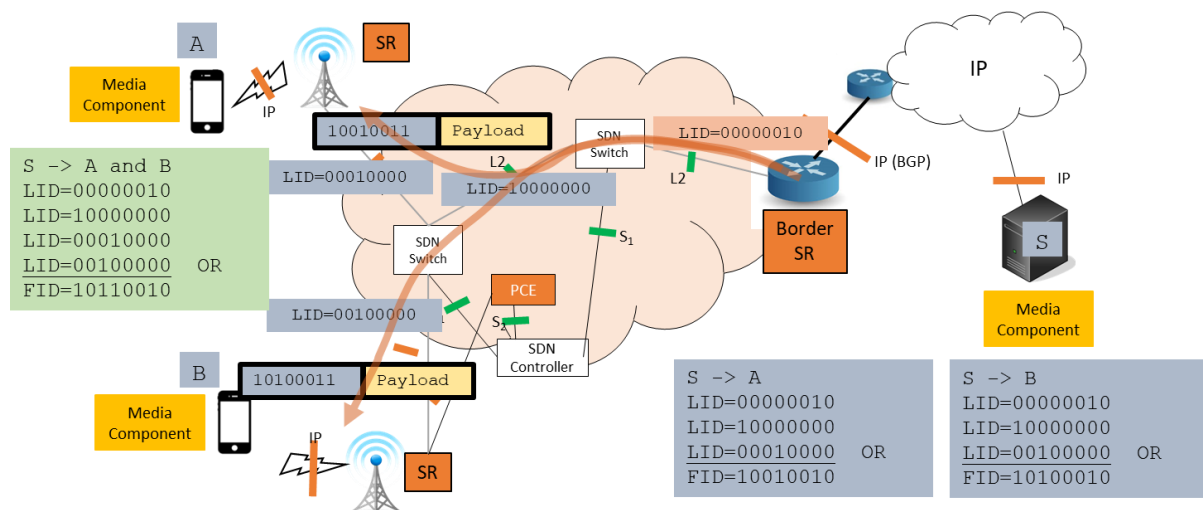 A
SR
Media
Component
IP
10010011 Payload
SDN
Switch
LID=00000010
IP
IP (BGP)
S -> A and B
LID=00000010
LID=10000000
LID=00010000
LID=00100000 OR
FID=10110010
LID=00010000
L2
LID=10000000
L2
IP
SDN
Switch
S1
Border
SR
S
PCE
LID=00100000
S2
SDN
Controller
Media
Component
B
10100011 Payload
Media
Component
IP
SR
S -> A
LID=00000010
LID=10000000
LID=00010000 OR
FID=10010010
S -> B
LID=00000010
LID=10000000
LID=00100000 OR
FID=10100010